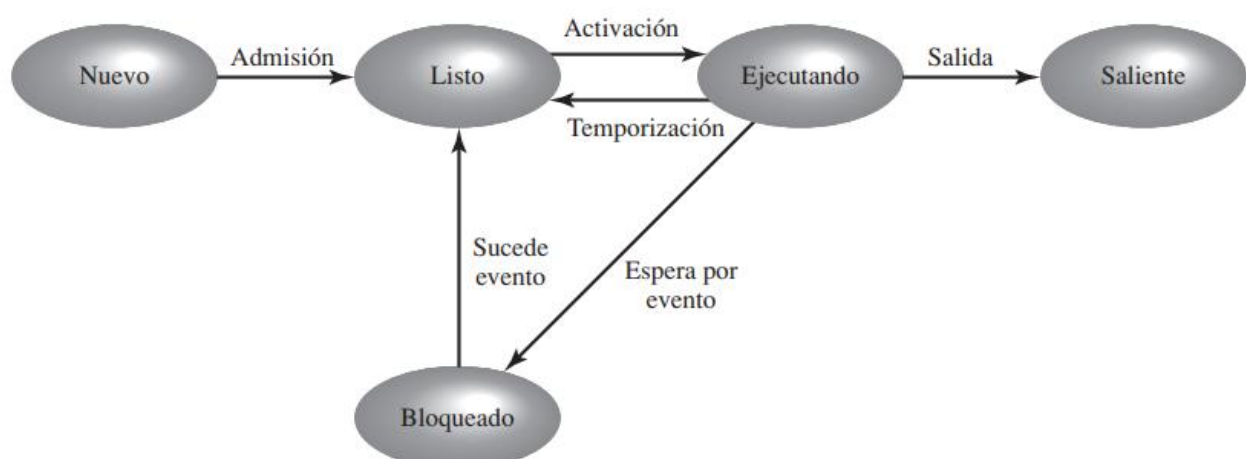 Activación
Nuevo
Admisión
Listo
Ejecutando
Salida
Saliente
Temporización
Sucede
evento
Espera por
evento
Bloqueado